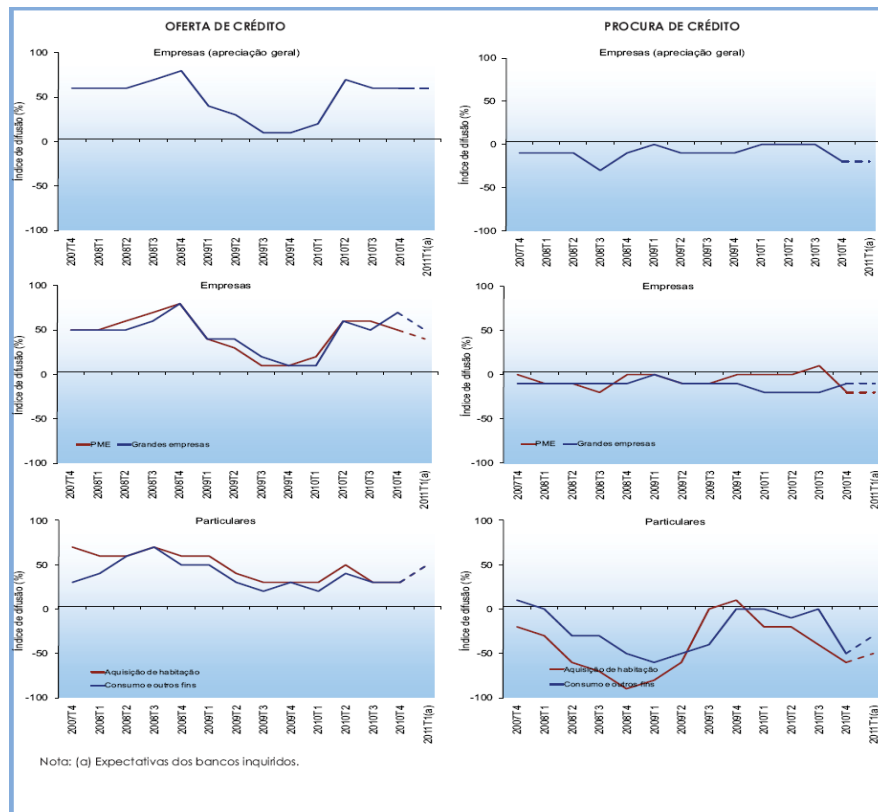 OFERTA DE CRÉDITO
Empresas (apreciação geral)
Índice de difusão (%)
100
50
0
-50
-100
2007T4
2008T1
2008T2
2008T3
2008T4
2009T1
2009T2
2009T3
2009T4
2010T1
2010T2
2010T3
2010T4
2011T1(a)
Empresas
Índice de difusão (%)
100
50
0
-50
-100
PME
Grandes empresas
2007T4
2008T1
2008T2
2008T3
2008T4
2009T1
2009T2
2009T3
2009T4
2010T1
2010T2
2010T3
2010T4
2011T1(a)
Particulares
Índice de difusão (%)
100
50
0
-50
-100
Aquisição de habitação
Consumo e outros fins
2007T4
2008T1
2008T2
2008T3
2008T4
2009T1
2009T2
2009T3
2009T4
2010T1
2010T2
2010T3
2010T4
2011T1(a)
PROCURA DE CRÉDITO
Empresas (apreciação geral)
Índice de difusão (%)
100
50
0
-50
-100
2007T4
2008T1
2008T2
2008T3
2008T4
2009T1
2009T2
2009T3
2009T4
2010T1
2010T2
2010T3
2010T4
2011T1(a)
Empresas
Índice de difusão (%)
100
50
0
-50
-100
PME
Grandes empresas
2007T4
2008T1
2008T2
2008T3
2008T4
2009T1
2009T2
2009T3
2009T4
2010T1
2010T2
2010T3
2010T4
2011T1(a)
Particulares
Índice de difusão (%)
100
50
0
-50
-100
Aquisição de habitação
Consumo e outros fins
2007T4
2008T1
2008T2
2008T3
2008T4
2009T1
2009T2
2009T3
2009T4
2010T1
2010T2
2010T3
2010T4
2011T1(a)
Nota: (a) Expectativas dos bancos inquiridos.